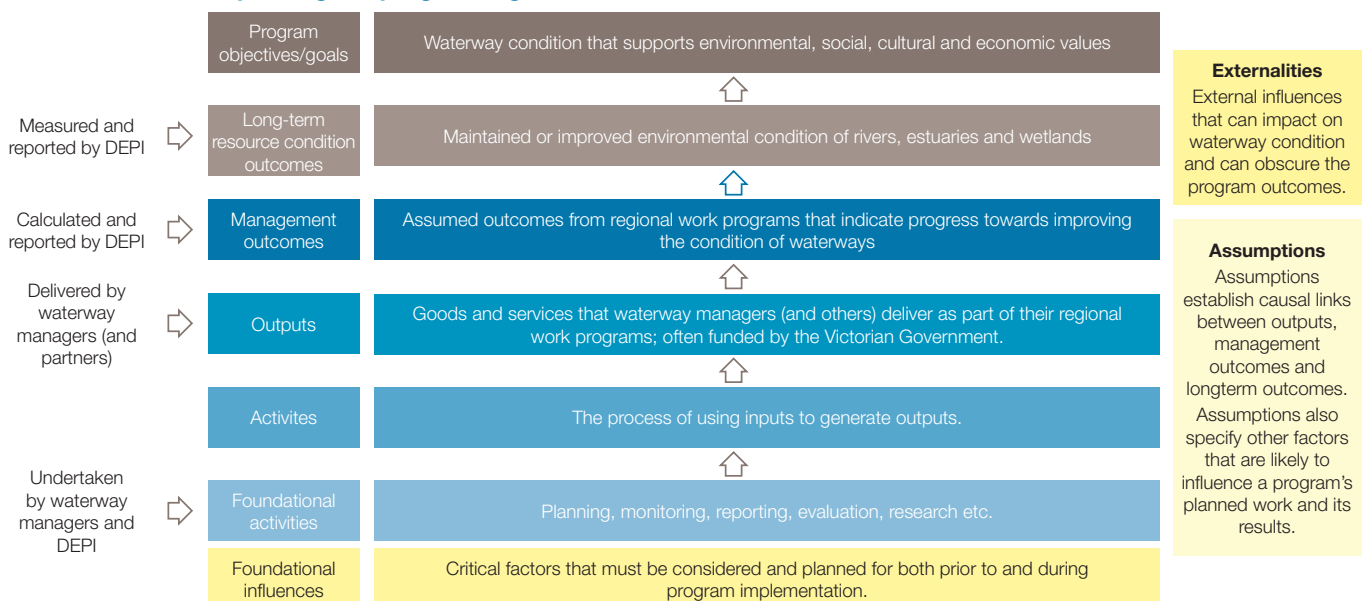 Program
objectives/goals
Waterway condition that supports environmental, social, cultural and economic values
Measured and
reported by DEPI
Long-term
resource condition
outcomes
Maintained or improved environmental condition of rivers, estuaries and wetlands
Calculated and
reported by DEPI
Management
outcomes
Assumed outcomes from regional work programs that indicate progress towards improving
the condition of waterways
Delivered by
waterway
managers (and
partners)
Outputs
Goods and services that waterway managers (and others) deliver as part of their regional
work programs; often funded by the Victorian Government.
Activites
The process of using inputs to generate outputs.
Undertaken
by waterway
managers and
DEPI
Foundational
activities
Planning, monitoring, reporting, evaluation, research etc.
Foundational
influences
Critical factors that must be considered and planned for both prior to and during
program implementation.
Externalities
External influences
that can impact on
waterway condition
and can obscure the
program outcomes.
Assumptions
Assumptions
establish causal links
between outputs,
management
outcomes and
longterm outcomes.
Assumptions also
specify other factors
that are likely to
influence a program's
planned work and its
results.